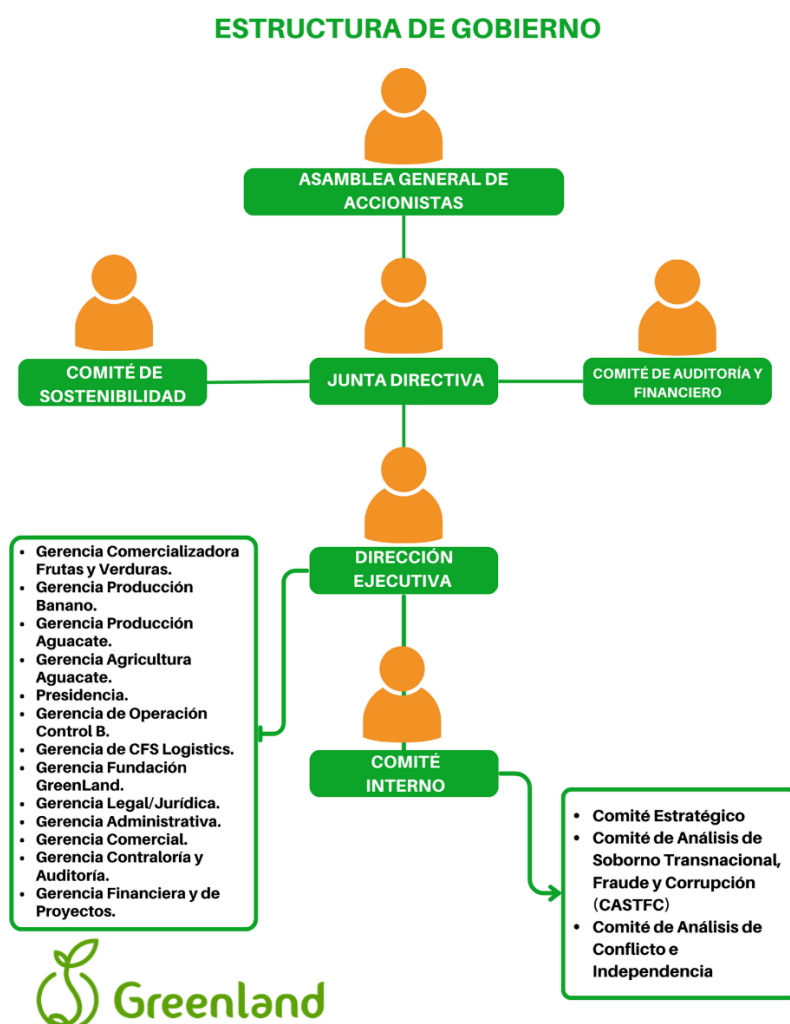 ESTRUCTURA DE GOBIERNO
ASAMBLEA GENERAL DE
ACCIONISTAS
COMITÉ DE
SOSTENIBILIDAD
JUNTA DIRECTIVA
COMITÉ DE AUDITORÍA Y
FINANCIERO
DIRECCIÓN
EJECUTIVA
• Gerencia Comercializadora
Frutas y Verduras.
• Gerencia Producción
Banano.
• Gerencia Producción
Aguacate.
• Gerencia Agricultura
Aguacate.
• Presidencia.
• Gerencia de Operación
Control B.
• Gerencia de CFS Logistics.
• Gerencia Fundación
GreenLand.
• Gerencia Legal/Jurídica.
• Gerencia Administrativa.
• Gerencia Comercial.
• Gerencia Contraloría y
Auditoría.
• Gerencia Financiera y de
Proyectos.
COMITÉ
INTERNO
• Comité Estratégico
• Comité de Análisis de
Soborno Transnacional,
Fraude y Corrupción
(CASTFC)
• Comité de Análisis de
Conflicto e
Independencia
Greenland